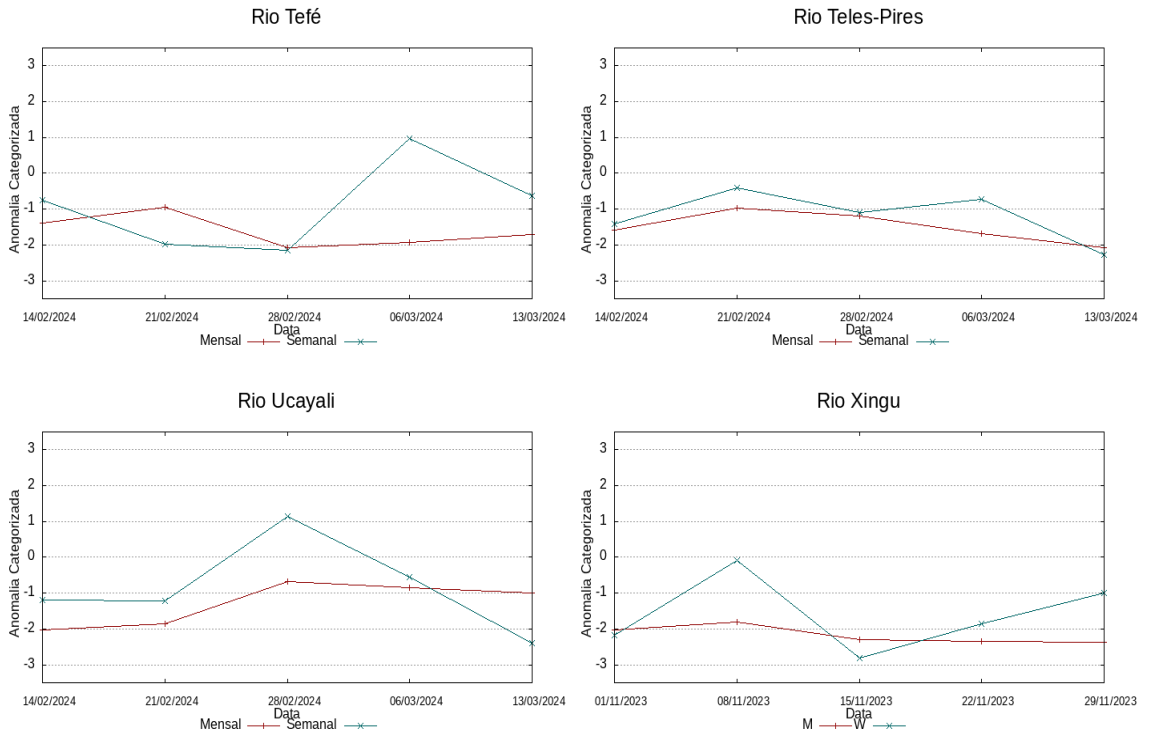 Rio Tefé
Anomalia Categorizada
3
2
1
0
-1
-2
-3
14/02/2024 21/02/2024 28/02/2024 06/03/2024 13/03/2024
Data
Mensal Semanal
Rio Teles-Pires
Anomalia Categorizada
3
2
1
0
-1
-2
-3
14/02/2024 21/02/2024 28/02/2024 06/03/2024 13/03/2024
Data
Mensal Semanal
Rio Ucayali
Anomalia Categorizada
3
2
1
0
-1
-2
-3
14/02/2024 21/02/2024 28/02/2024 06/03/2024 13/03/2024
Data
Mensal Semanal
Rio Xingu
Anomalia Categorizada
3
2
1
0
-1
-2
-3
01/11/2023 08/11/2023 15/11/2023 22/11/2023 29/11/2023
Data
M W